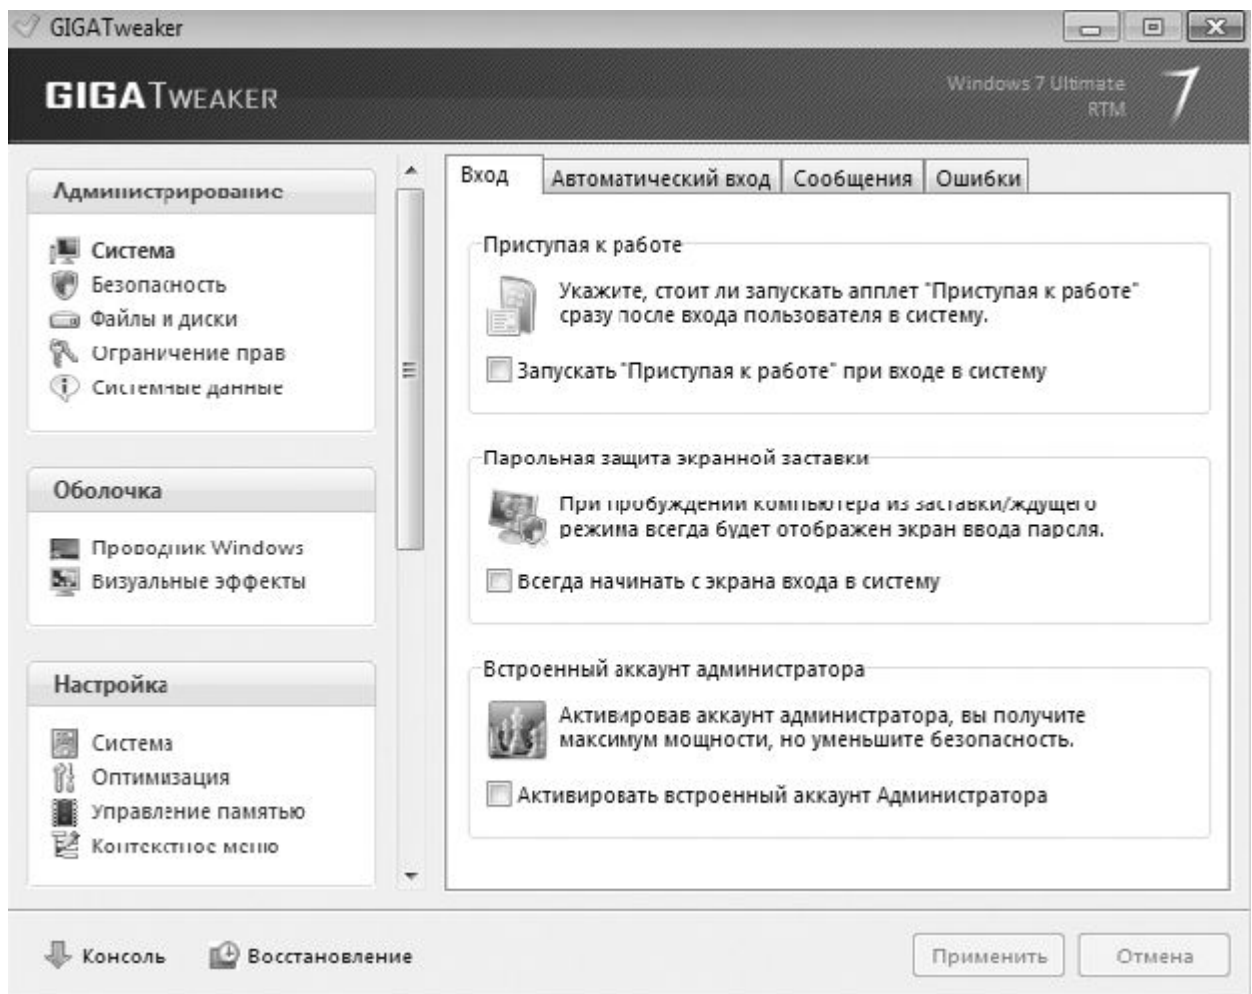 GIGATweaker
GIGATWEAKER
Windows 7 Ultimate
RTM
7
Администрирование
Система
Безопасность
Файлы и диски
Ограничение прав
Системные данные
Оболочка
Проводник Windows
Визуальные эффекты
Настройка
Система
Оптимизация
Управление памятью
Контекстное меню
Вход
Автоматический вход
Сообщения
Ошибки
Приступая к работе
Укажите, стоит ли запускать апплет "Приступая к работе"
сразу после входа пользователя в систему.
Запускать "Приступая к работе" при входе в систему
Парольная защита экранной заставки
При пробуждении компьютера из заставки/ждущего
режима всегда будет отображен экран ввода пароля.
Всегда начинать с экрана входа в систему
Встроенный аккаунт администратора
Активировав аккаунт администратора, вы получите
максимум мощности, но уменьшите безопасность.
Активировать встроенный аккаунт Администратора
Консоль
Восстановление
Применить
Отмена